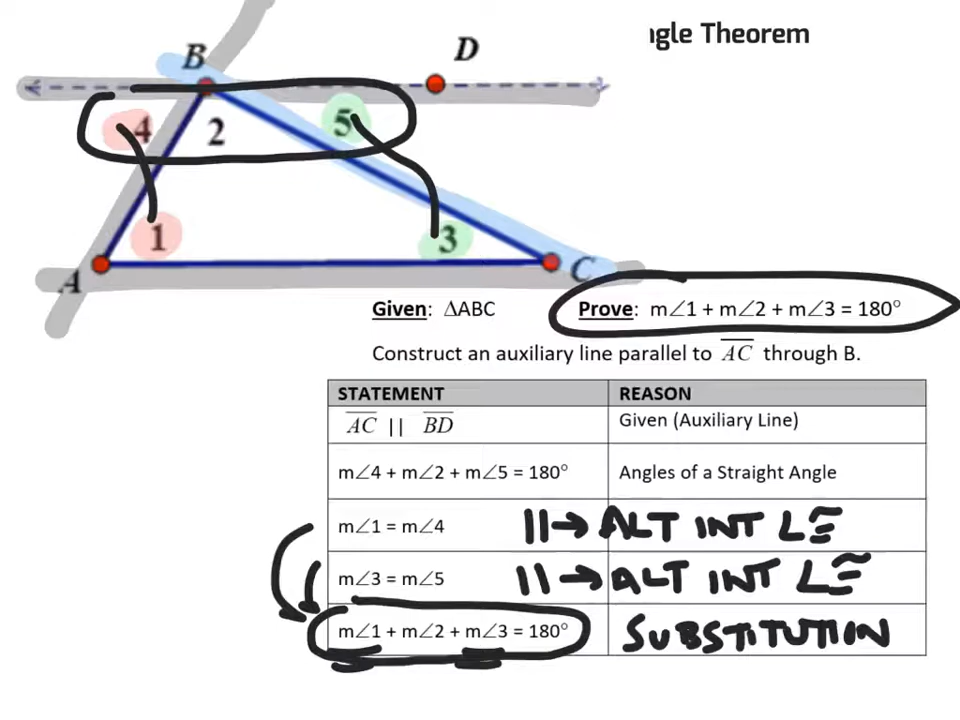 ngle Theorem
B
D
4 2 5
1 3
A C
Given: ΔABC Prove: m∠1 + m∠2 + m∠3 = 180°
Construct an auxiliary line parallel to AC through B.
STATEMENT REASON
AC || BD Given (Auxiliary Line)
m∠4 + m∠2 + m∠5 = 180° Angles of a Straight Angle
m∠1 = m∠4 || → ALT INT ∠ ≅
m∠3 = m∠5 || → ALT INT ∠ ≅
m∠1 + m∠2 + m∠3 = 180° SUBSTITUTION